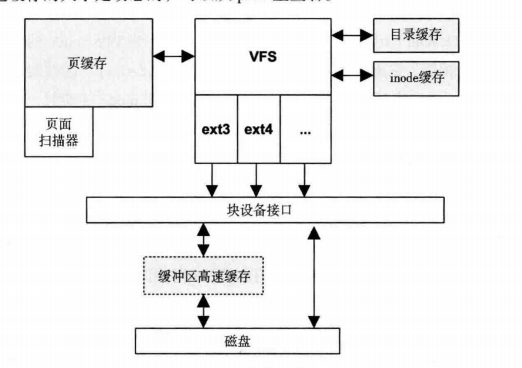 页缓存
VFS
目录缓存
inode缓存
页面
扫描器
ext3
ext4
...
块设备接口
缓冲区高速缓存
磁盘